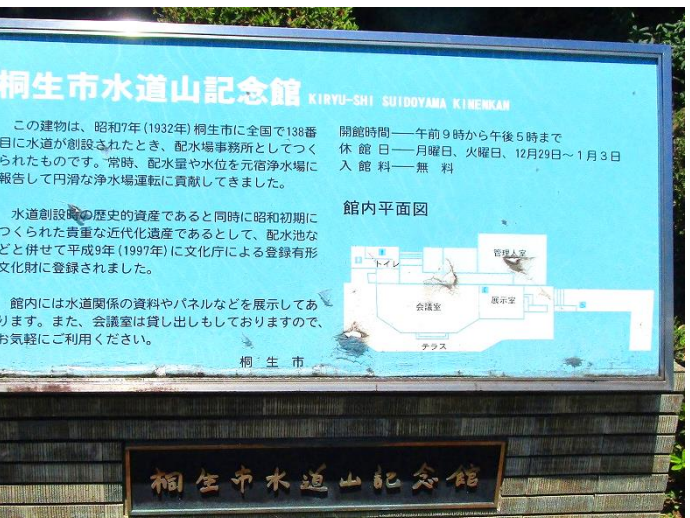 桐生市水道山記念館 KIRYU-SHI SUIDOYAMA KINENKAN
この建物は、昭和7年(1932年)桐生市に全国で138番
目に水道が創設されたとき、配水場事務所としてつく
られたものです。常時、配水量や水位を元宿浄水場に
報告して円滑な浄水場運転に貢献してきました。
水道創設時の歴史的資産であると同時に昭和初期に
つくられた貴重な近代化遺産であるとして、配水池な
どと併せて平成9年(1997年)に文化庁による登録有形
文化財に登録されました。
館内には水道関係の資料やパネルなどを展示してあ
ります。また、会議室は貸し出しもしておりますので、
お気軽にご利用ください。
桐生市
開館時間──午前9時から午後5時まで
休館日──月曜日、火曜日、12月29日～1月3日
入館料──無料
館内平面図
トイレ
管理人室
会議室
展示室
テラス
桐生市水道山記念館